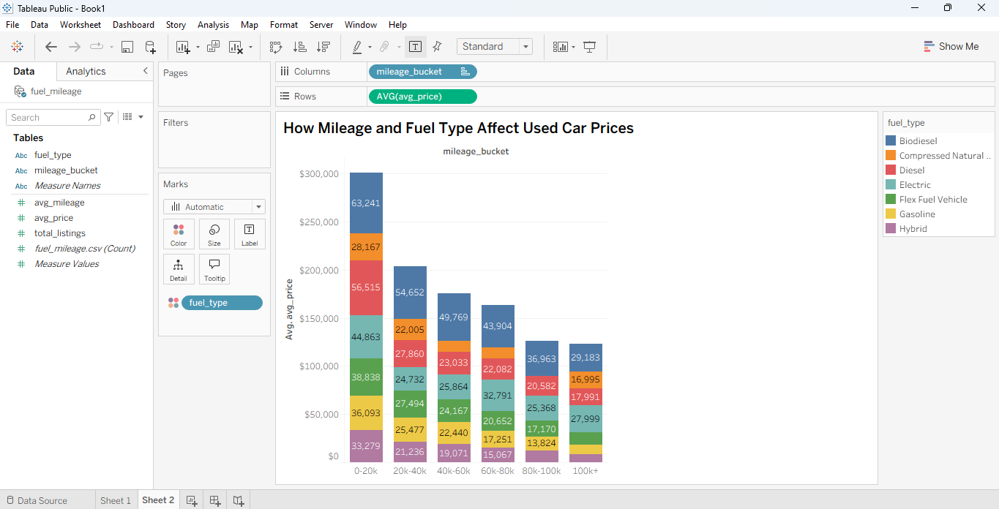 Tableau Public - Book1
File Data Worksheet Dashboard Story Analysis Map Format Server Window Help
Standard
Show Me
Data Analytics
fuel_mileage
Search
Tables
Abc fuel_type
Abc mileage_bucket
Abc Measure Names
# avg_mileage
# avg_price
# total_listings
# fuel_mileage.csv (Count)
# Measure Values
Pages
Filters
Marks
Automatic
Color Size Label
Detail Tooltip
fuel_type
Columns mileage_bucket
Rows AVG(avg_price)
How Mileage and Fuel Type Affect Used Car Prices
mileage_bucket
Avg. avg_price
$300,000
$250,000
$200,000
$150,000
$100,000
$50,000
$0
63,241
28,167
56,515
44,863
38,838
36,093
33,279
54,652
22,005
27,860
24,732
27,494
25,477
21,236
49,769
23,033
25,864
24,167
22,440
19,071
43,904
22,082
32,791
20,652
17,251
15,067
36,963
20,582
25,368
17,170
13,824
29,183
16,995
17,991
27,999
0-20k 20k-40k 40k-60k 60k-80k 80k-100k 100k+
fuel_type
Biodiesel
Compressed Natural ..
Diesel
Electric
Flex Fuel Vehicle
Gasoline
Hybrid
Data Source Sheet 1 Sheet 2